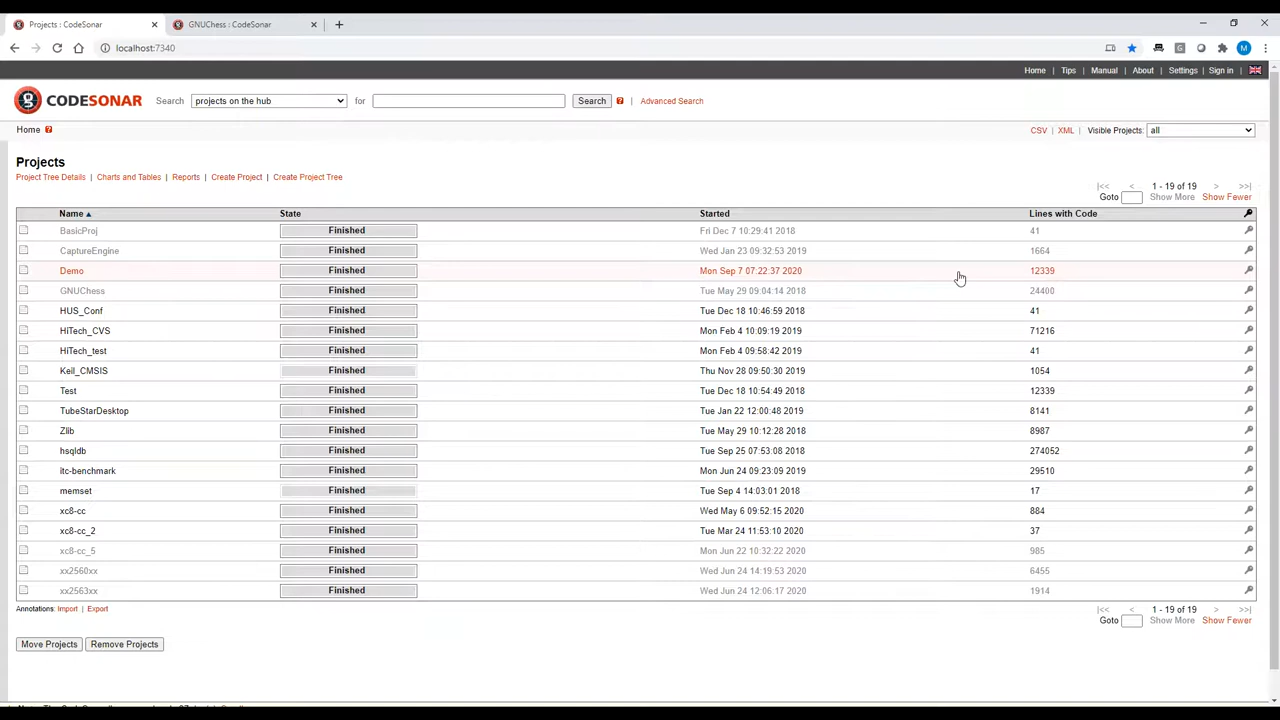 Projects : CodeSonar
GNUChess : CodeSonar
localhost:7340
Home | Tips | Manual | About | Settings | Sign in
CODESONAR Search projects on the hub for Search Advanced Search
Home CSV | XML | Visible Projects: all
Projects
Project Tree Details | Charts and Tables | Reports | Create Project | Create Project Tree
|<< < 1 - 19 of 19 > >>|
Goto Show More Show Fewer
Name State Started Lines with Code
BasicProj Finished Fri Dec 7 10:29:41 2018 41
CaptureEngine Finished Wed Jan 23 09:32:53 2019 1664
Demo Finished Mon Sep 7 07:22:37 2020 12339
GNUChess Finished Tue May 29 09:04:14 2018 24400
HUS_Conf Finished Tue Dec 18 10:46:59 2018 41
HiTech_CVS Finished Mon Feb 4 10:09:19 2019 71216
HiTech_test Finished Mon Feb 4 09:58:42 2019 41
Keil_CMSIS Finished Thu Nov 28 09:50:30 2019 1054
Test Finished Tue Dec 18 10:54:49 2018 12339
TubeStarDesktop Finished Tue Jan 22 12:00:48 2019 8141
Zlib Finished Tue May 29 10:12:28 2018 8987
hsqldb Finished Tue Sep 25 07:53:08 2018 274052
itc-benchmark Finished Mon Jun 24 09:23:09 2019 29510
memset Finished Tue Sep 4 14:03:01 2018 17
xc8-cc Finished Wed May 6 09:52:15 2020 884
xc8-cc_2 Finished Tue Mar 24 11:53:10 2020 37
xc8-cc_5 Finished Mon Jun 22 10:32:22 2020 985
xx2560xx Finished Wed Jun 24 14:19:53 2020 6455
xx2563xx Finished Wed Jun 24 12:06:17 2020 1914
Annotations: Import | Export |<< < 1 - 19 of 19 > >>|
Goto Show More Show Fewer
Move Projects Remove Projects